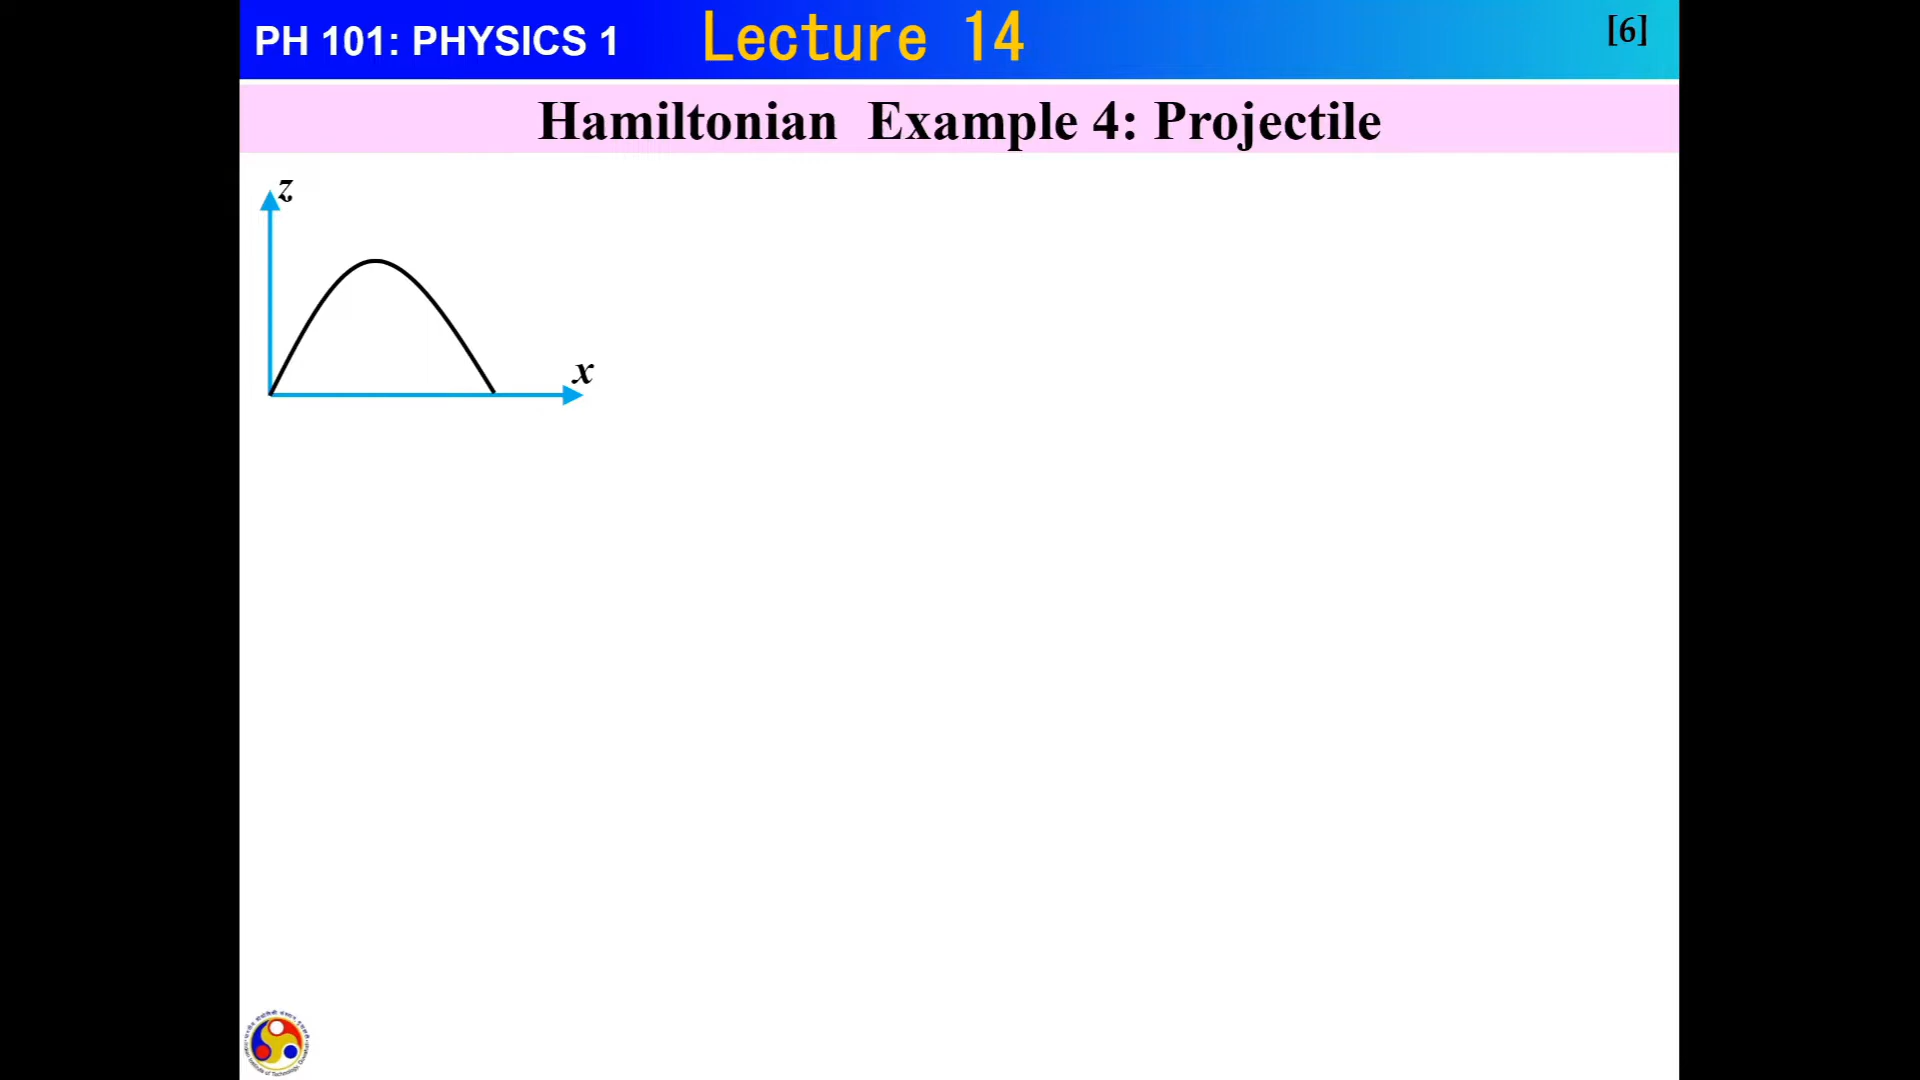 PH 101: PHYSICS 1 Lecture 14 [6]
Hamiltonian Example 4: Projectile
z
x